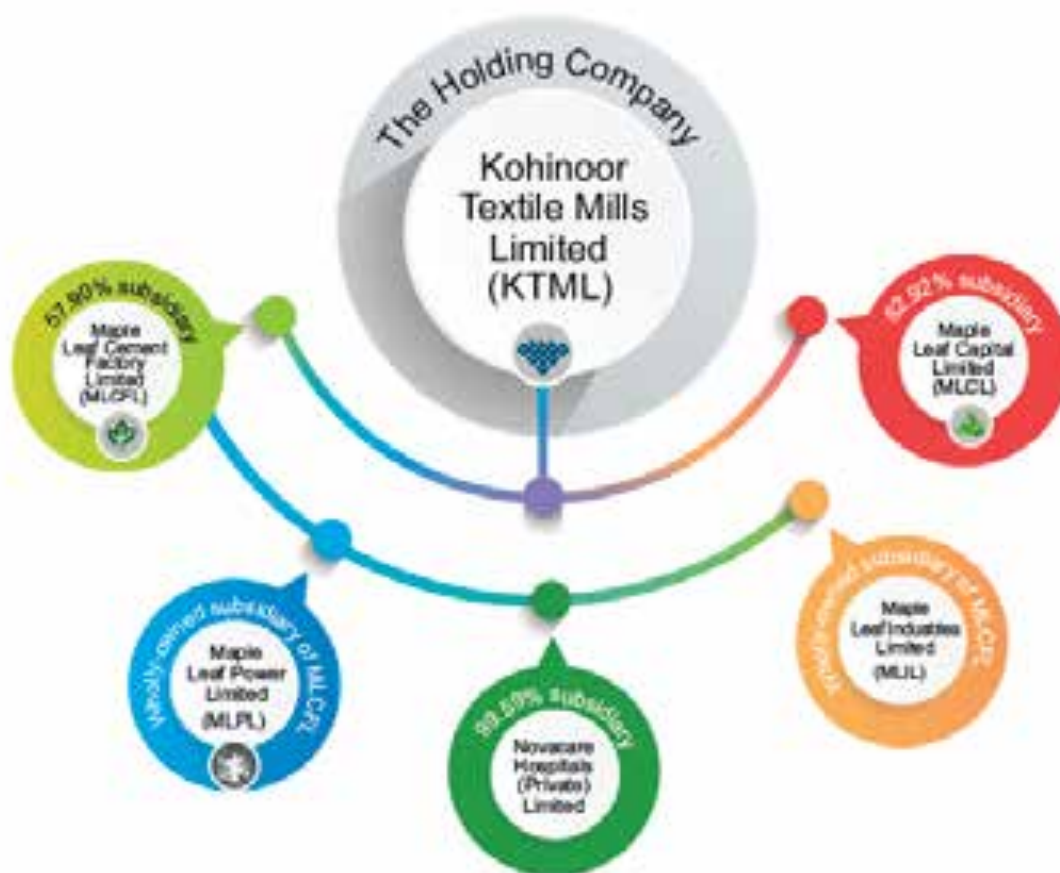 The Holding Company
Kohinoor
Textile Mills
Limited
(KTML)
57.90% subsidiary
Maple
Leaf Cement
Factory
Limited
(MLCFL)
subsidiary
Maple
Leaf Capital
Limited
(MLCL)
Wholly-owned subsidiary of MLCFL
Maple
Leaf Power
Limited
(MLPL)
subsidiary
Novacare
Hospitals
(Private)
Limited
Wholly-owned subsidiary of MLCFL
Maple
Leaf Industries
Limited
(MLIL)